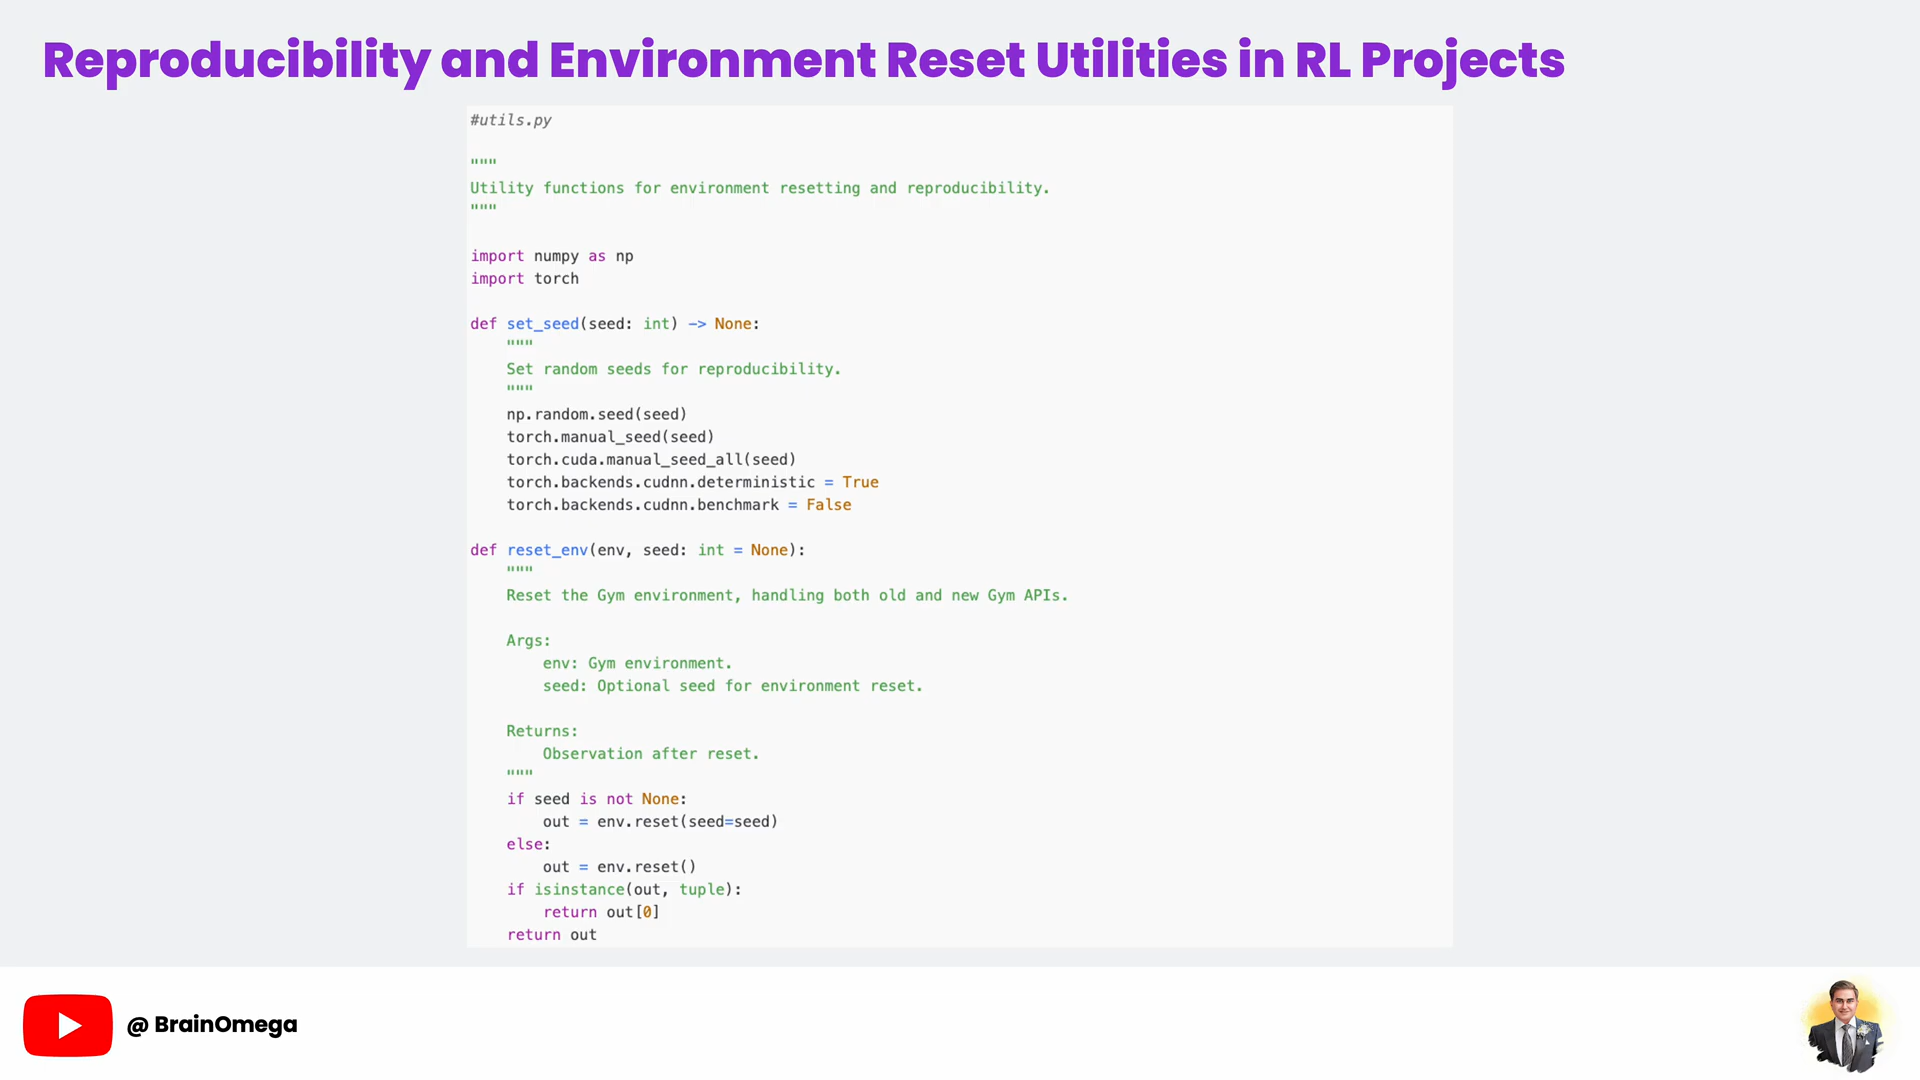 Reproducibility and Environment Reset Utilities in RL Projects
#utils.py
"""
Utility functions for environment resetting and reproducibility.
"""
import numpy as np
import torch
def set_seed(seed: int) -> None:
    """
    Set random seeds for reproducibility.
    """
    np.random.seed(seed)
    torch.manual_seed(seed)
    torch.cuda.manual_seed_all(seed)
    torch.backends.cudnn.deterministic = True
    torch.backends.cudnn.benchmark = False
def reset_env(env, seed: int = None):
    """
    Reset the Gym environment, handling both old and new Gym APIs.
    Args:
        env: Gym environment.
        seed: Optional seed for environment reset.
    Returns:
        Observation after reset.
    """
    if seed is not None:
        out = env.reset(seed=seed)
    else:
        out = env.reset()
    if isinstance(out, tuple):
        return out[0]
    return out
@ BrainOmega